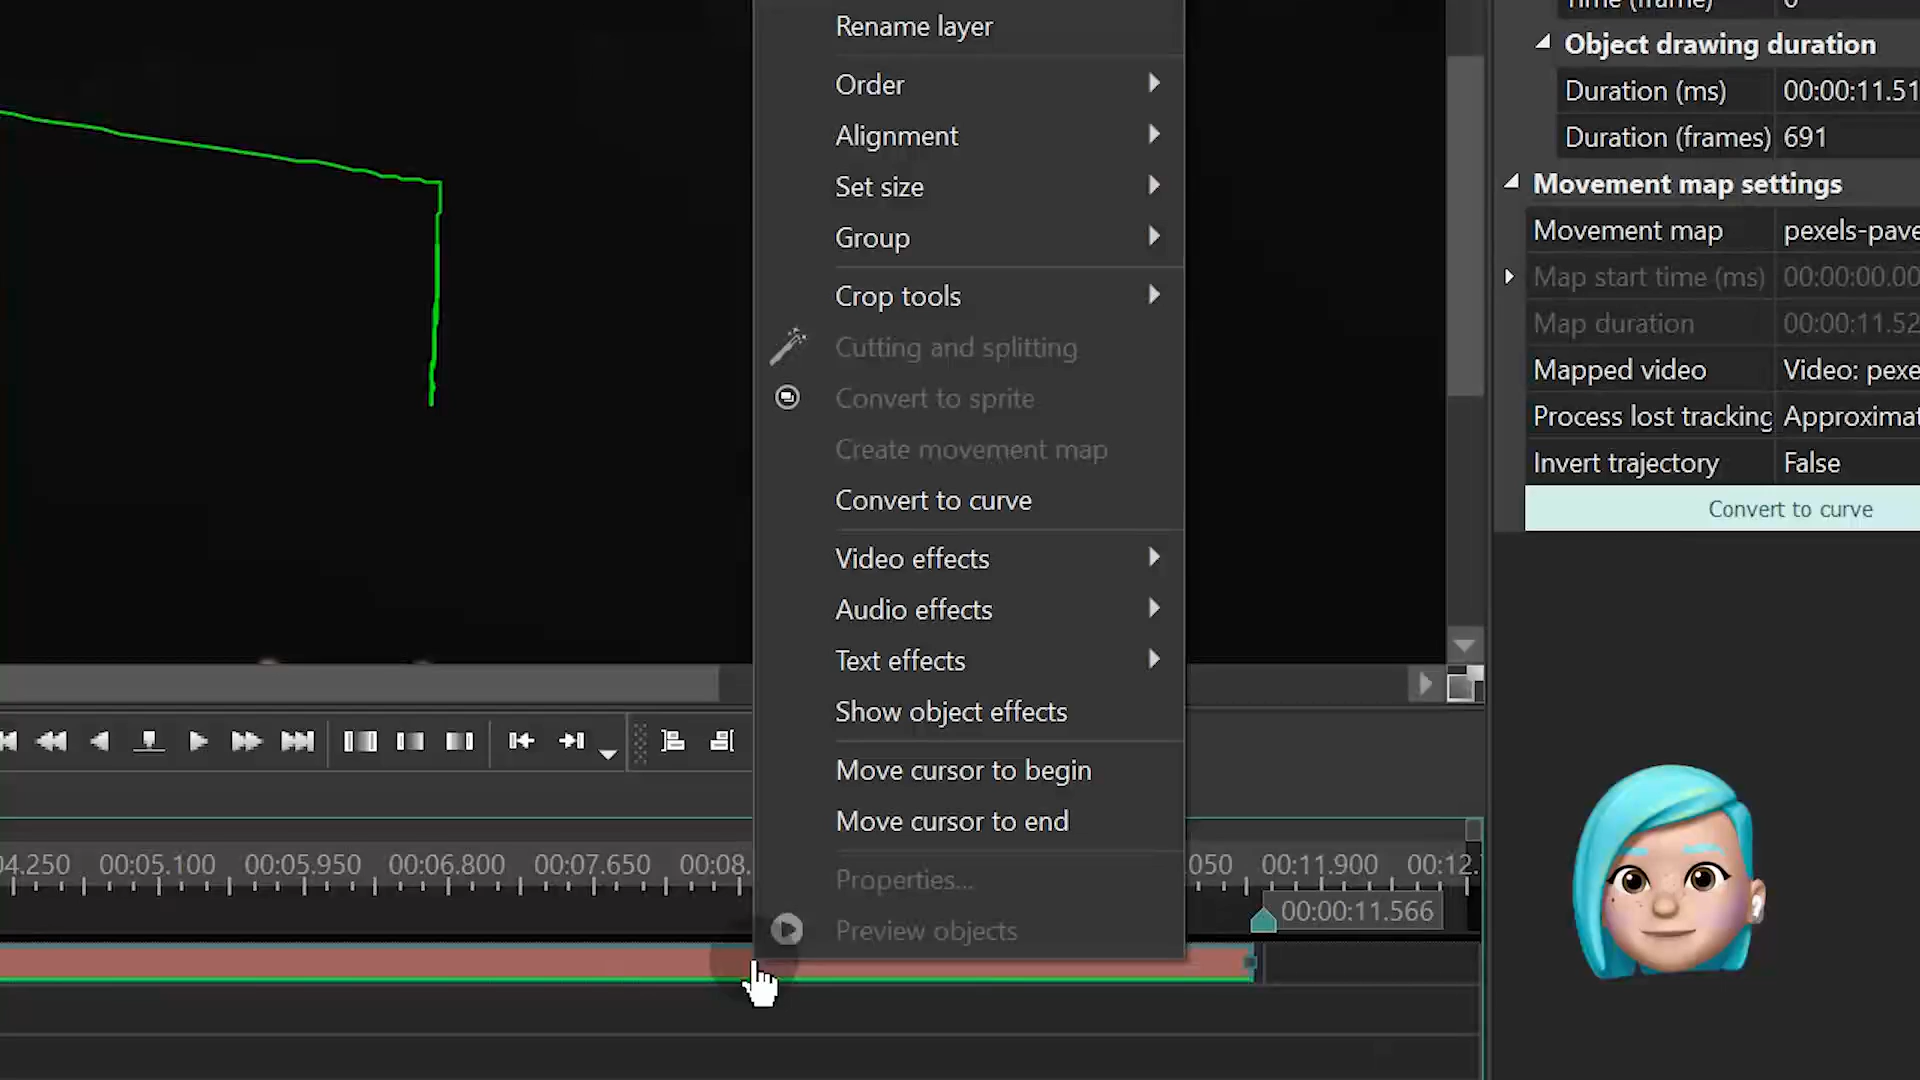 Rename layer
Order
Alignment
Set size
Group
Crop tools
Cutting and splitting
Convert to sprite
Create movement map
Convert to curve
Video effects
Audio effects
Text effects
Show object effects
Move cursor to begin
Move cursor to end
Properties...
Preview objects
Time (frame) 0
Object drawing duration
Duration (ms) 00:00:11.51
Duration (frames) 691
Movement map settings
Movement map pexels-pave
Map start time (ms) 00:00:00.00
Map duration 00:00:11.52
Mapped video Video: pexe
Process lost tracking Approximat
Invert trajectory False
Convert to curve
04.250 00:05.100 00:05.950 00:06.800 00:07.650 00:08. 050 00:11.900 00:12.
00:00:11.566